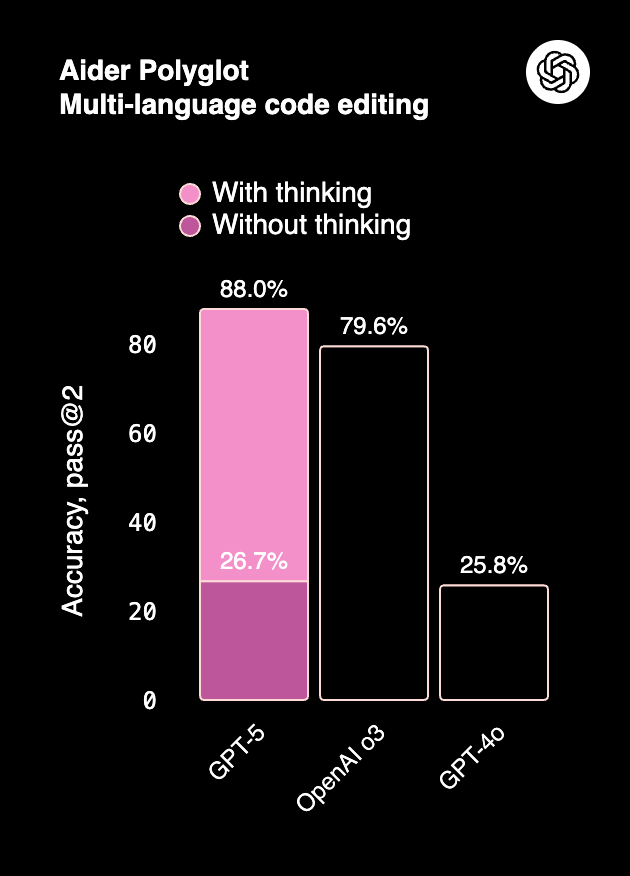 Aider Polyglot
Multi-language code editing
With thinking
Without thinking
88.0%
79.6%
26.7%
25.8%
Accuracy, pass@2
80
60
40
20
0
GPT-5
OpenAI o3
GPT-4o